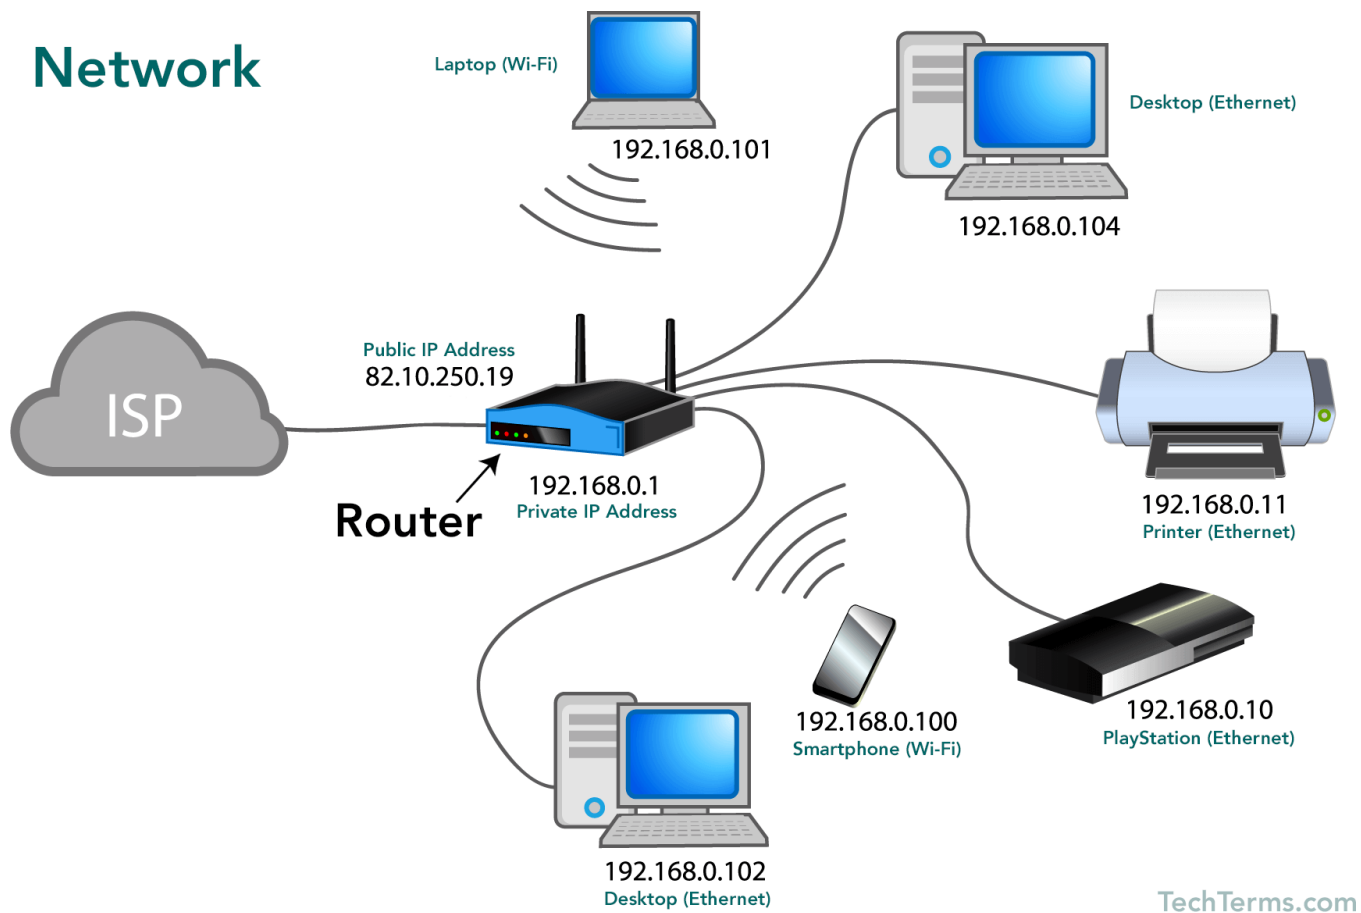 Network
Laptop (Wi-Fi)
192.168.0.101
Desktop (Ethernet)
192.168.0.104
ISP
Public IP Address
82.10.250.19
192.168.0.1
Private IP Address
Router
192.168.0.11
Printer (Ethernet)
192.168.0.10
PlayStation (Ethernet)
192.168.0.100
Smartphone (Wi-Fi)
192.168.0.102
Desktop (Ethernet)
TechTerms.com